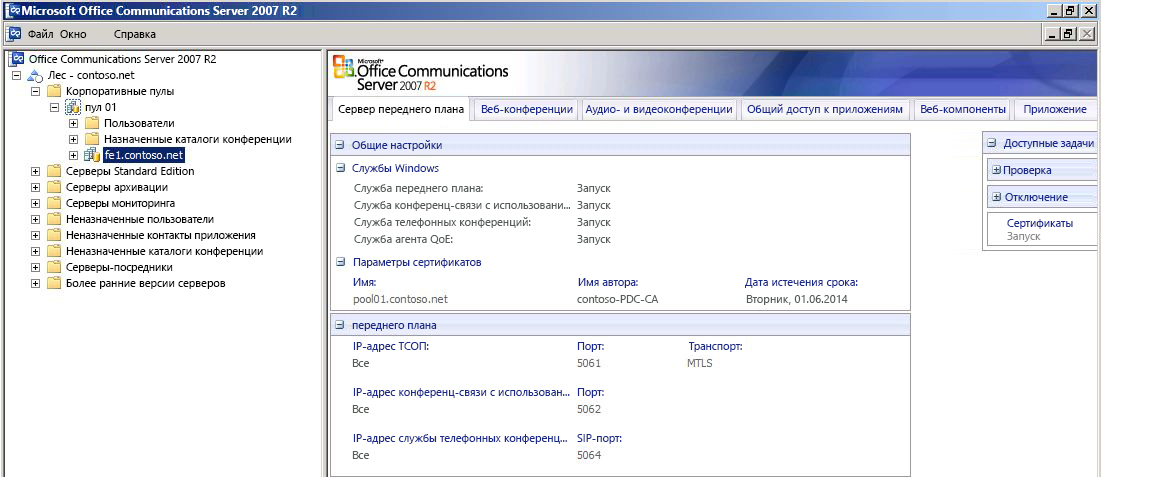 Microsoft Office Communications Server 2007 R2
Файл Окно Справка
Office Communications Server 2007 R2
Лес - contoso.net
Корпоративные пулы
пул 01
Пользователи
Назначенные каталоги конференции
fe1.contoso.net
Серверы Standard Edition
Серверы архивации
Серверы мониторинга
Неназначенные пользователи
Неназначенные контакты приложения
Неназначенные каталоги конференции
Серверы-посредники
Более ранние версии серверов
Microsoft
Office Communications
Server 2007 R2
Сервер переднего плана Веб-конференции Аудио- и видеоконференции Общий доступ к приложениям Веб-компоненты Приложение
Общие настройки
Службы Windows
Служба переднего плана: Запуск
Служба конференц-связи с использовани... Запуск
Служба телефонных конференций: Запуск
Служба агента QoE: Запуск
Параметры сертификатов
Имя: Имя автора: Дата истечения срока:
pool01.contoso.net contoso-PDC-CA Вторник, 01.06.2014
переднего плана
IP-адрес ТСОП: Порт: Транспорт:
Все 5061 MTLS
IP-адрес конференц-связи с использован... Порт:
Все 5062
IP-адрес службы телефонных конференц... SIP-порт:
Все 5064
Доступные задачи
Проверка
Отключение
Сертификаты
Запуск